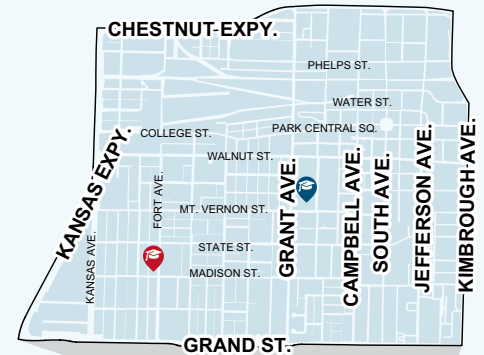 CHESTNUT EXPY.
PHELPS ST.
WATER ST.
PARK CENTRAL SQ.
COLLEGE ST.
WALNUT ST.
KANSAS EXPY.
FORT AVE.
MT. VERNON ST.
GRANT AVE.
CAMPBELL AVE.
SOUTH AVE.
JEFFERSON AVE.
KIMBROUGH AVE.
KANSAS AVE.
STATE ST.
MADISON ST.
GRAND ST.